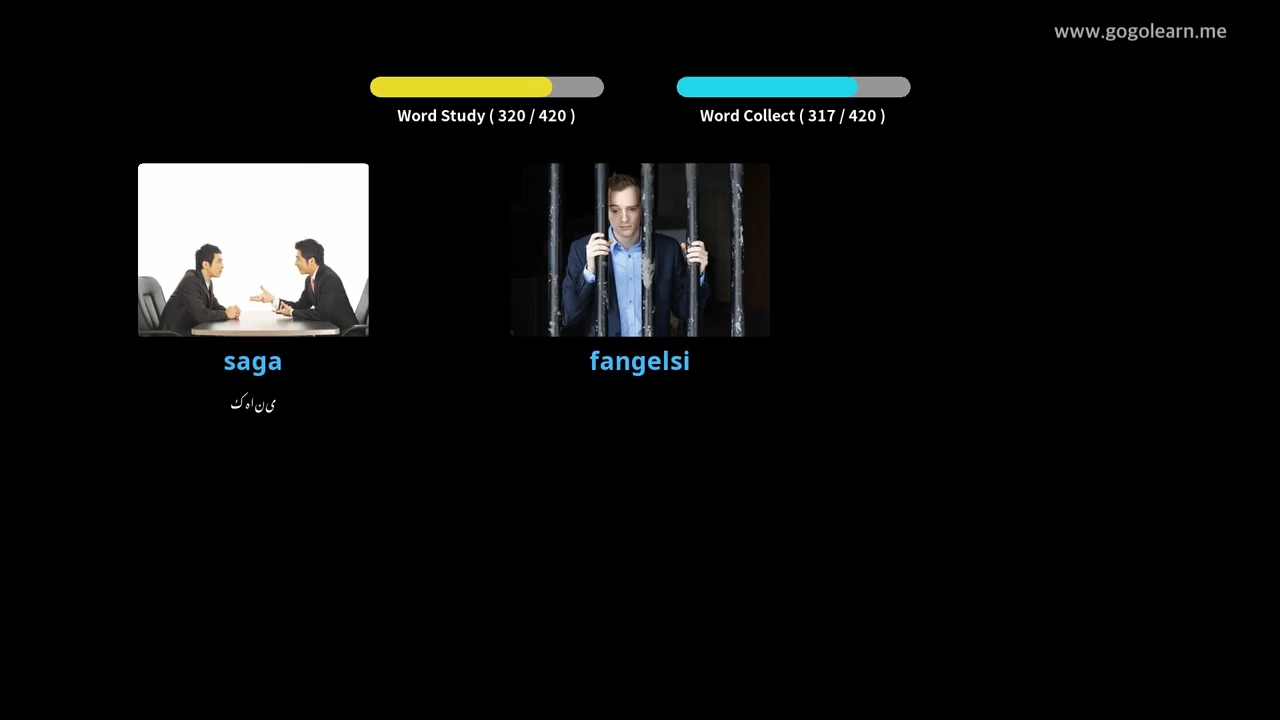 www.gogolearn.me
Word Study ( 320 / 420 )
Word Collect ( 317 / 420 )
saga
fangelsi
کہانی